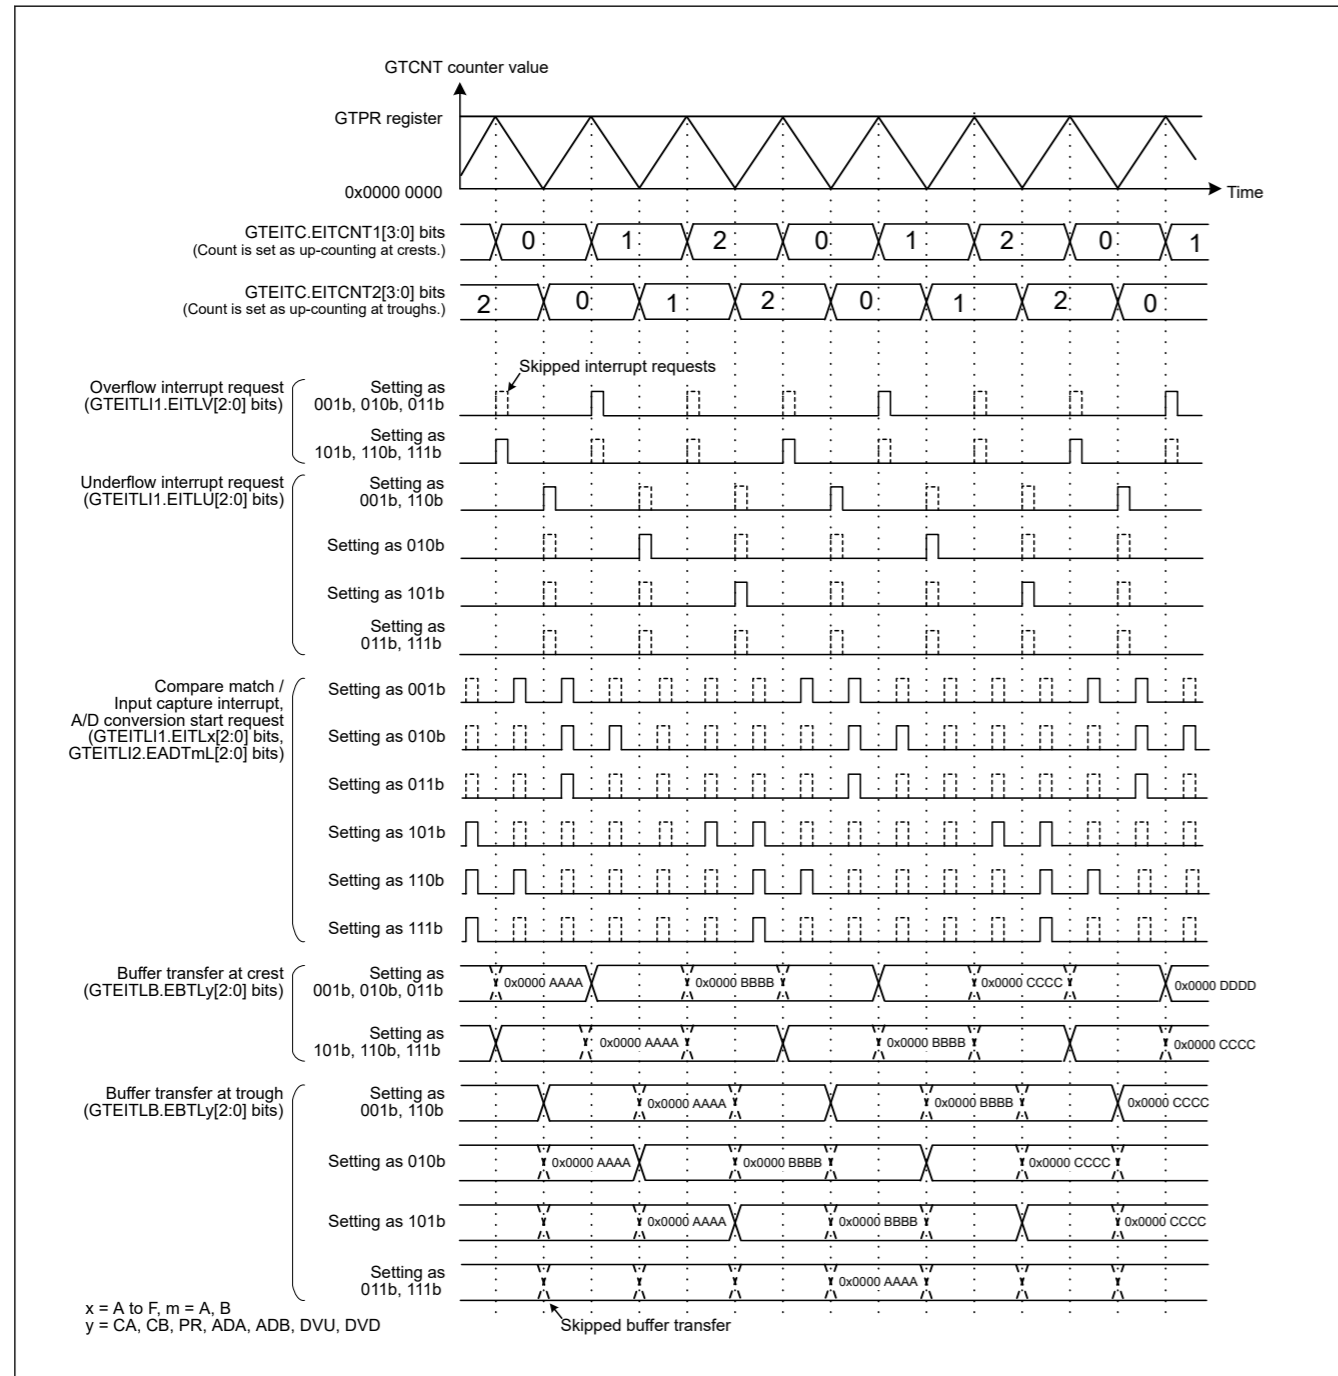 GTCNT counter value
GTPR register
0x0000 0000
Time
GTEITC.EITCNT1[3:0] bits
(Count is set as up-counting at crests.)
0 1 2 0 1 2 0 1
GTEITC.EITCNT2[3:0] bits
(Count is set as up-counting at troughs.)
2 0 1 2 0 1 2 0
Skipped interrupt requests
Overflow interrupt request
(GTEITLI1.EITLV[2:0] bits)
Setting as
001b, 010b, 011b
Setting as
101b, 110b, 111b
Underflow interrupt request
(GTEITLI1.EITLU[2:0] bits)
Setting as
001b, 110b
Setting as 010b
Setting as 101b
Setting as
011b, 111b
Compare match /
Input capture interrupt,
A/D conversion start request
(GTEITLI1.EITLx[2:0] bits,
GTEITLI2.EADTmL[2:0] bits)
Setting as 001b
Setting as 010b
Setting as 011b
Setting as 101b
Setting as 110b
Setting as 111b
Buffer transfer at crest
(GTEITLB.EBTLy[2:0] bits)
Setting as
001b, 010b, 011b
0x0000 AAAA 0x0000 BBBB 0x0000 CCCC 0x0000 DDDD
Setting as
101b, 110b, 111b
0x0000 AAAA 0x0000 BBBB 0x0000 CCCC
Buffer transfer at trough
(GTEITLB.EBTLy[2:0] bits)
Setting as
001b, 110b
0x0000 AAAA 0x0000 BBBB 0x0000 CCCC
Setting as 010b
0x0000 AAAA 0x0000 BBBB 0x0000 CCCC
Setting as 101b
0x0000 AAAA 0x0000 BBBB 0x0000 CCCC
Setting as
011b, 111b
0x0000 AAAA
x = A to F, m = A, B
y = CA, CB, PR, ADA, ADB, DVU, DVD
Skipped buffer transfer